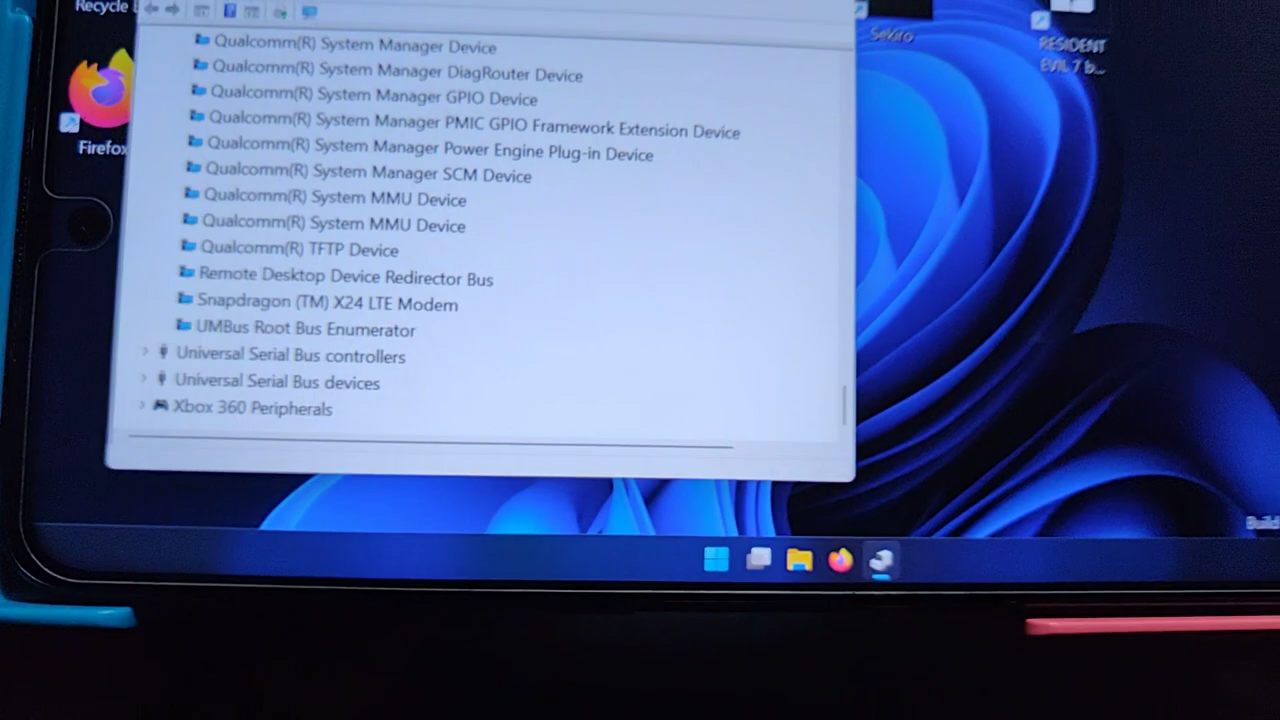 Recycle
Sekiro
RESIDENT
EVIL 7 b...
Firefox
Qualcomm(R) System Manager Device
Qualcomm(R) System Manager DiagRouter Device
Qualcomm(R) System Manager GPIO Device
Qualcomm(R) System Manager PMIC GPIO Framework Extension Device
Qualcomm(R) System Manager Power Engine Plug-in Device
Qualcomm(R) System Manager SCM Device
Qualcomm(R) System MMU Device
Qualcomm(R) System MMU Device
Qualcomm(R) TFTP Device
Remote Desktop Device Redirector Bus
Snapdragon (TM) X24 LTE Modem
UMBus Root Bus Enumerator
Universal Serial Bus controllers
Universal Serial Bus devices
Xbox 360 Peripherals